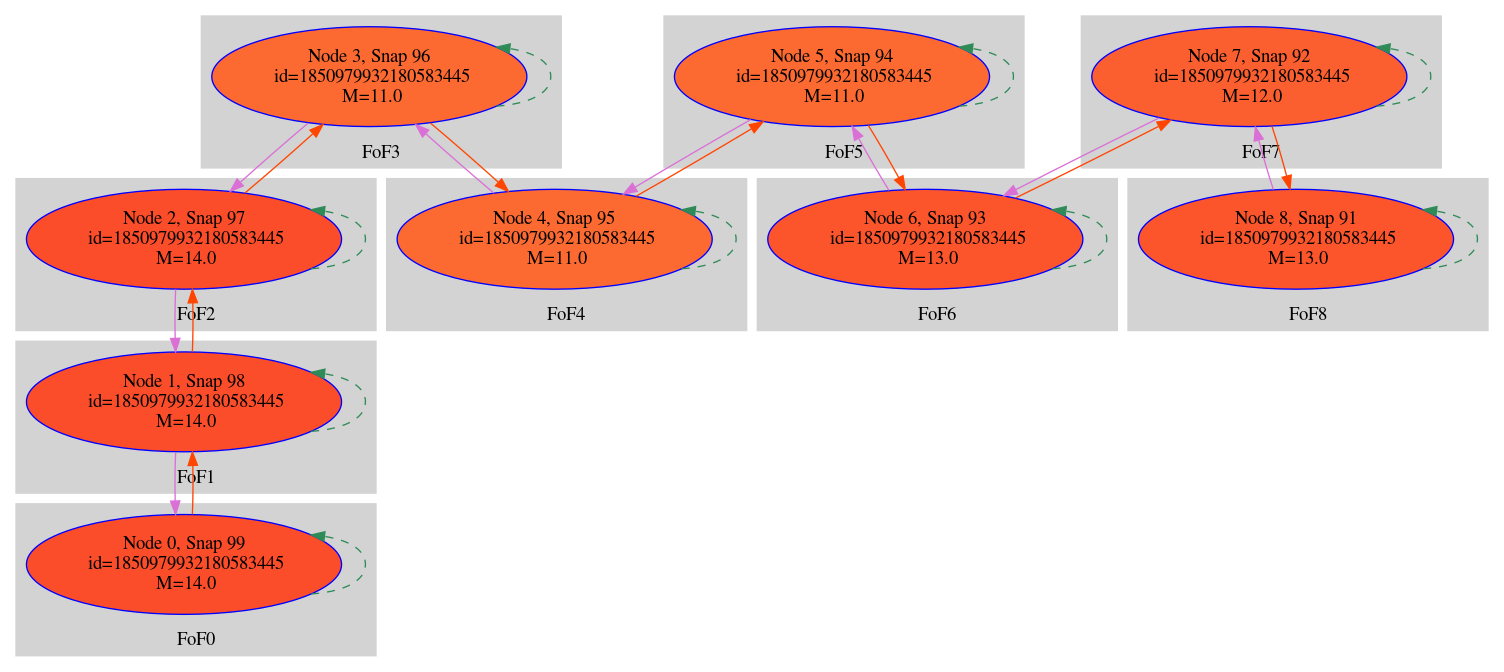 Node 3, Snap 96
id=1850979932180583445
M=11.0
FoF3
Node 5, Snap 94
id=1850979932180583445
M=11.0
FoF5
Node 7, Snap 92
id=1850979932180583445
M=12.0
FoF7
Node 2, Snap 97
id=1850979932180583445
M=14.0
FoF2
Node 4, Snap 95
id=1850979932180583445
M=11.0
FoF4
Node 6, Snap 93
id=1850979932180583445
M=13.0
FoF6
Node 8, Snap 91
id=1850979932180583445
M=13.0
FoF8
Node 1, Snap 98
id=1850979932180583445
M=14.0
FoF1
Node 0, Snap 99
id=1850979932180583445
M=14.0
FoF0